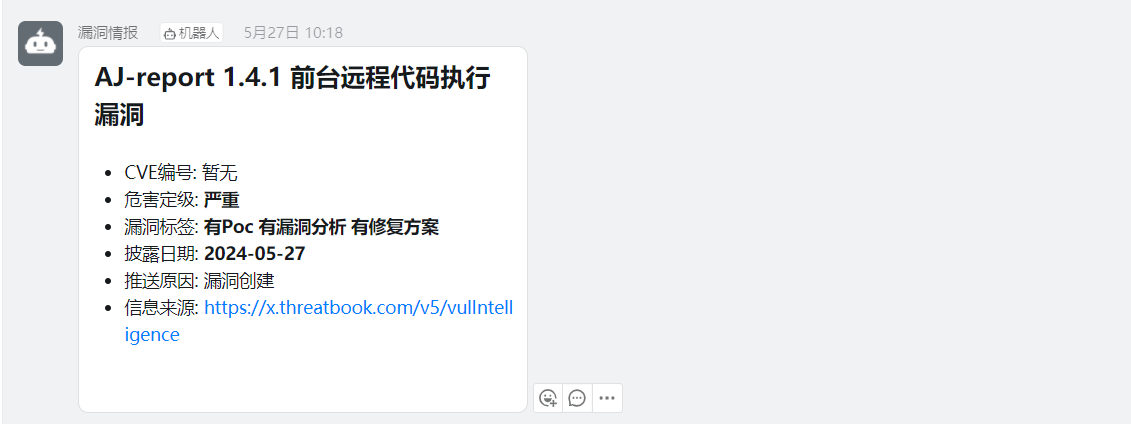 漏洞情报 机器人 5月27日 10:18
AJ-report 1.4.1 前台远程代码执行
漏洞
• CVE编号: 暂无
• 危害定级: 严重
• 漏洞标签: 有Poc 有漏洞分析 有修复方案
• 披露日期: 2024-05-27
• 推送原因: 漏洞创建
• 信息来源: https://x.threatbook.com/v5/vulIntell
igence